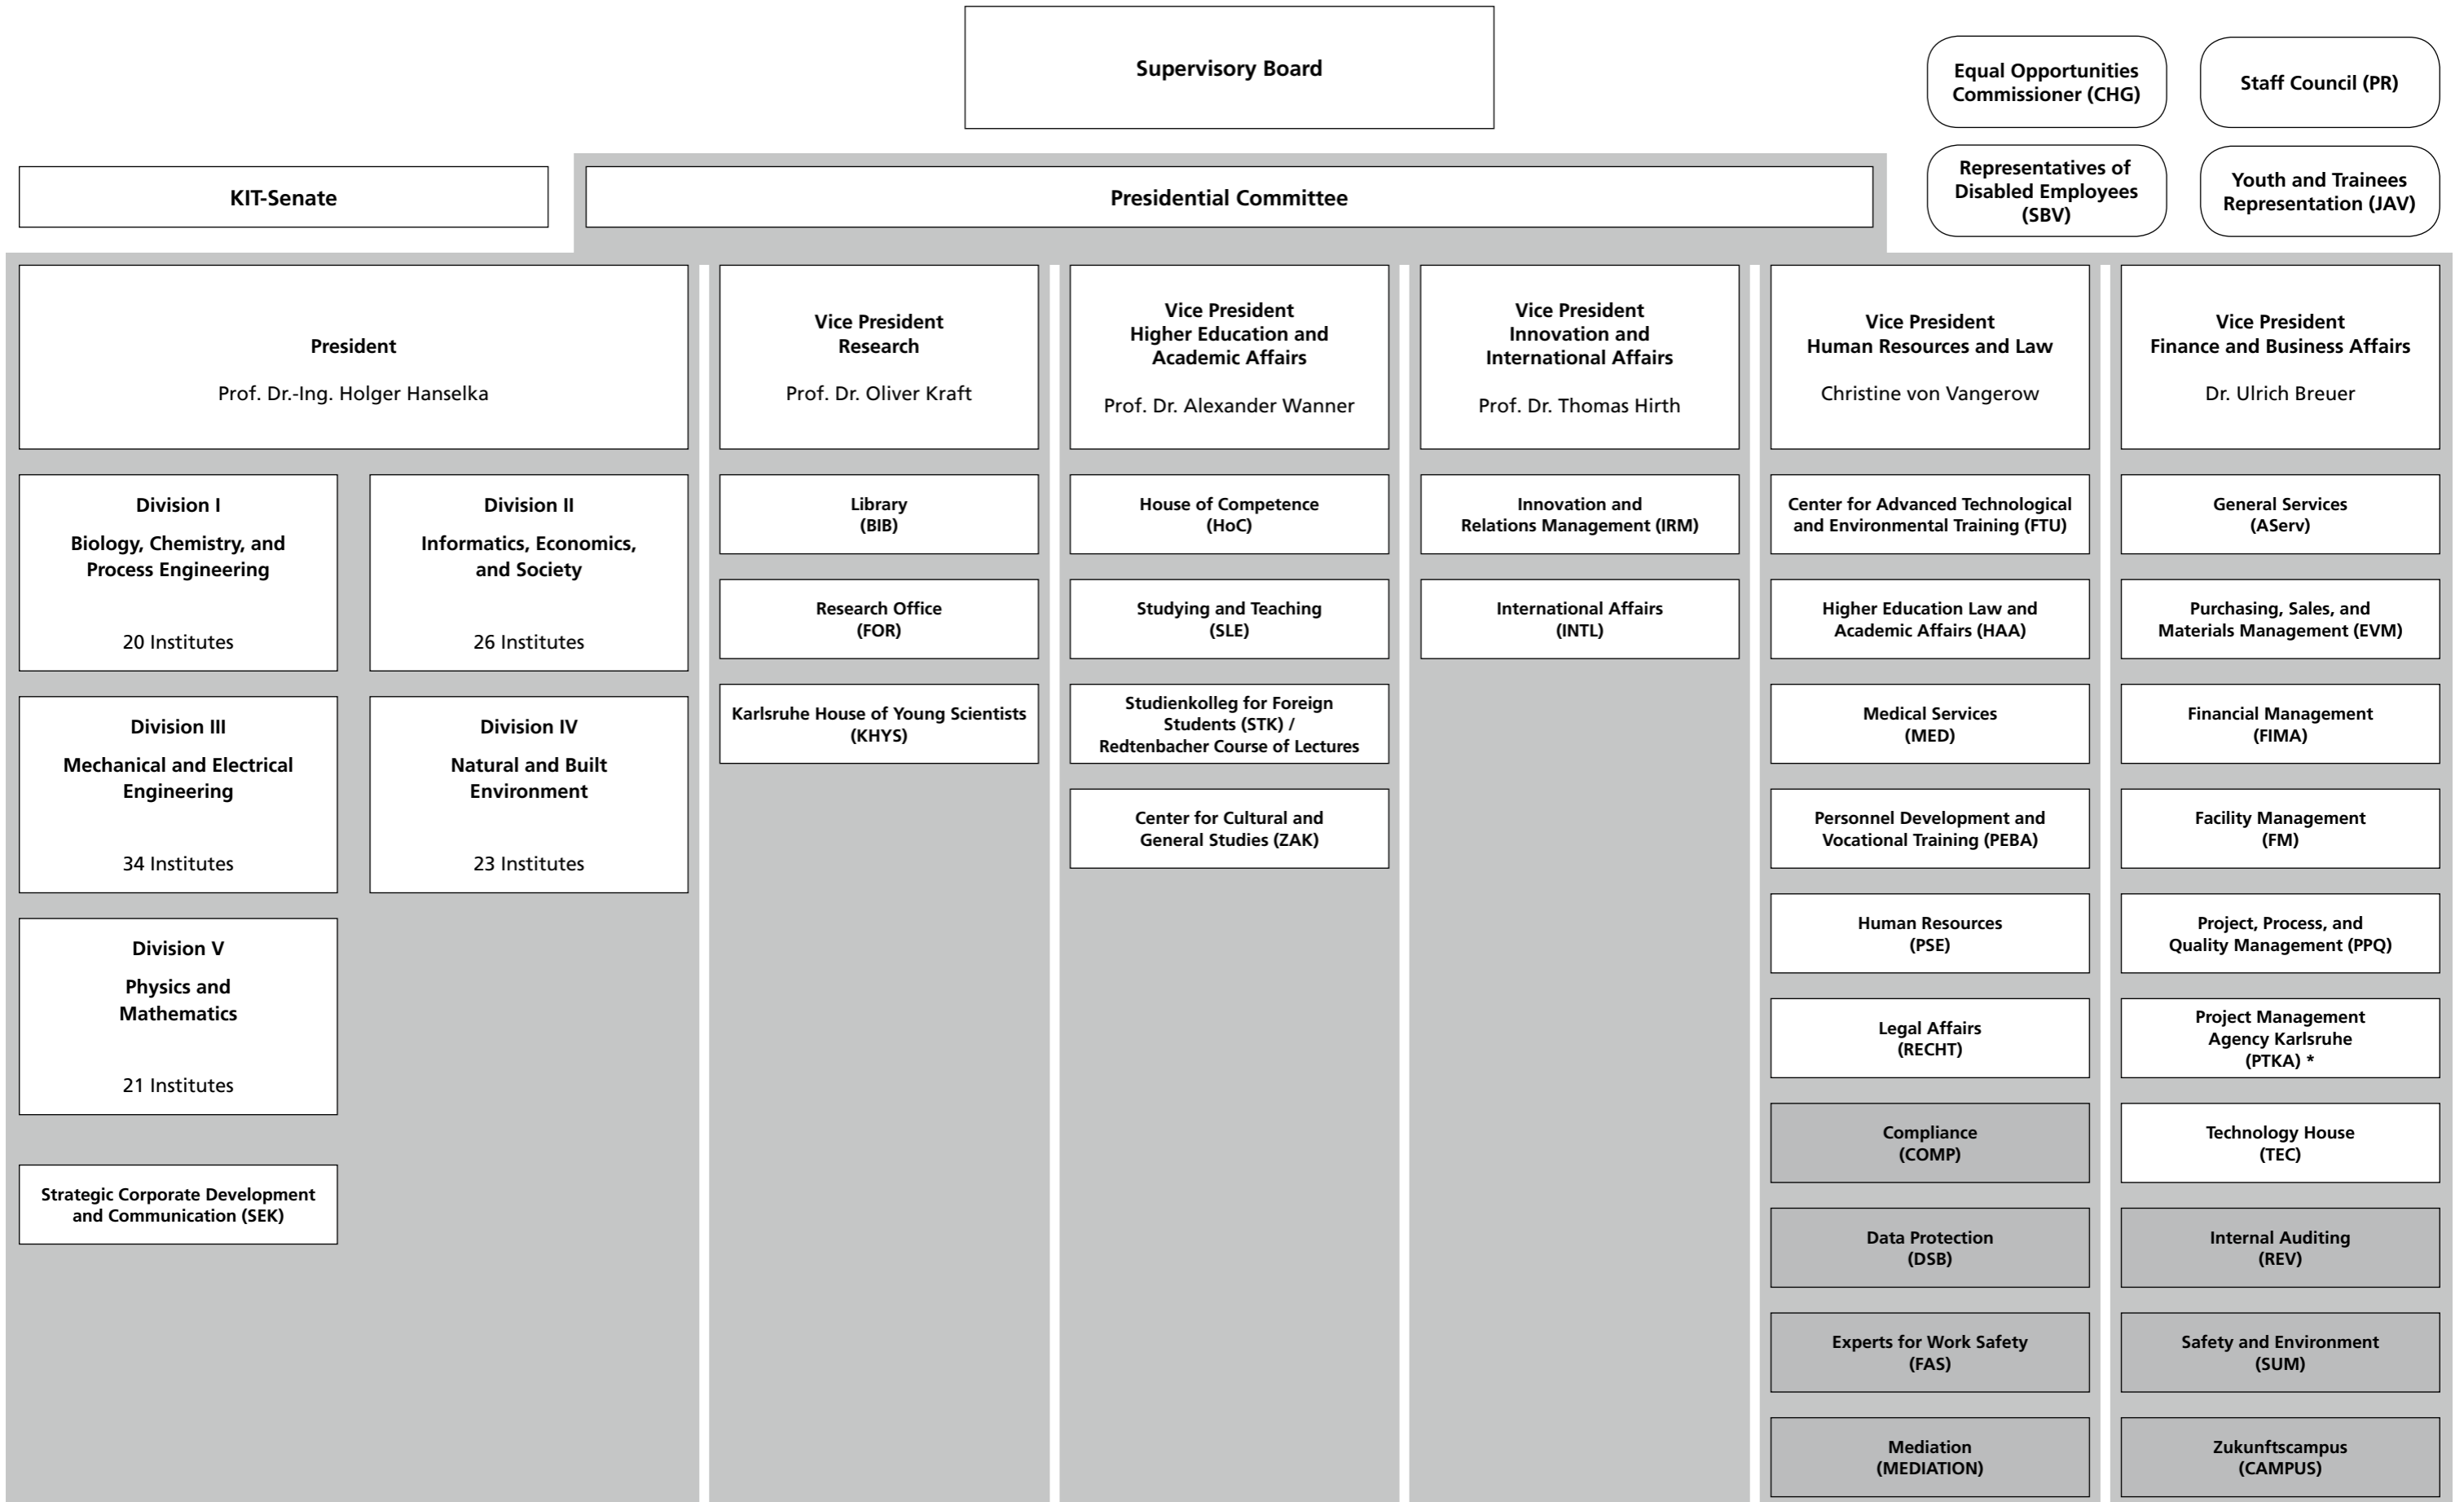 Supervisory Board
Equal Opportunities
Commissioner (CHG)
Staff Council (PR)
KIT-Senate
Presidential Committee
Representatives of
Disabled Employees
(SBV)
Youth and Trainees
Representation (JAV)
President
Prof. Dr.-Ing. Holger Hanselka
Division I
Biology, Chemistry, and
Process Engineering
20 Institutes
Division II
Informatics, Economics,
and Society
26 Institutes
Division III
Mechanical and Electrical
Engineering
34 Institutes
Division IV
Natural and Built
Environment
23 Institutes
Division V
Physics and
Mathematics
21 Institutes
Strategic Corporate Development
and Communication (SEK)
Vice President
Research
Prof. Dr. Oliver Kraft
Library
(BIB)
Research Office
(FOR)
Karlsruhe House of Young Scientists
(KHYS)
Vice President
Higher Education and
Academic Affairs
Prof. Dr. Alexander Wanner
House of Competence
(HoC)
Studying and Teaching
(SLE)
Studienkolleg for Foreign
Students (STK) /
Redtenbacher Course of Lectures
Center for Cultural and
General Studies (ZAK)
Vice President
Innovation and
International Affairs
Prof. Dr. Thomas Hirth
Innovation and
Relations Management (IRM)
International Affairs
(INTL)
Vice President
Human Resources and Law
Christine von Vangerow
Center for Advanced Technological
and Environmental Training (FTU)
Higher Education Law and
Academic Affairs (HAA)
Medical Services
(MED)
Personnel Development and
Vocational Training (PEBA)
Human Resources
(PSE)
Legal Affairs
(RECHT)
Compliance
(COMP)
Data Protection
(DSB)
Experts for Work Safety
(FAS)
Mediation
(MEDIATION)
Vice President
Finance and Business Affairs
Dr. Ulrich Breuer
General Services
(AServ)
Purchasing, Sales, and
Materials Management (EVM)
Financial Management
(FIMA)
Facility Management
(FM)
Project, Process, and
Quality Management (PPQ)
Project Management
Agency Karlsruhe
(PTKA) *
Technology House
(TEC)
Internal Auditing
(REV)
Safety and Environment
(SUM)
Zukunftscampus
(CAMPUS)